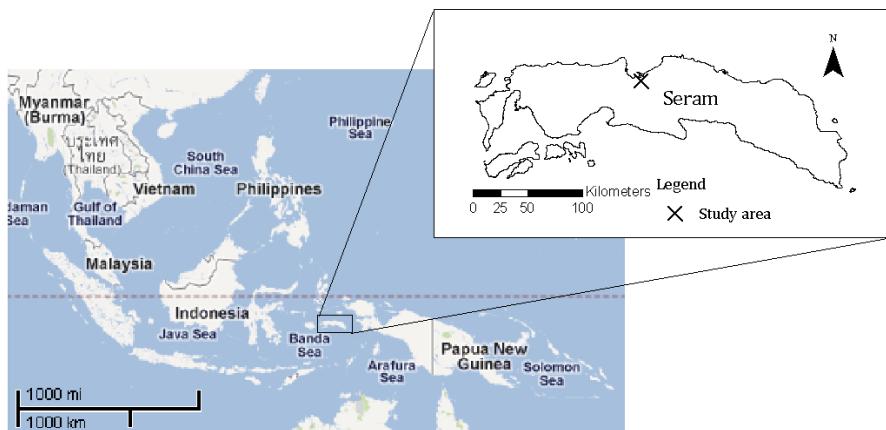 N
Seram
Kilometers
0 25 50 100
Legend
Study area
Myanmar
(Burma)
ประเทศ
ไทย
(Thailand)
Vietnam
South
China Sea
Philippine
Sea
Philippines
daman
Sea
Gulf of
Thailand
Malaysia
Indonesia
Java Sea
Banda
Sea
Arafura
Sea
Papua New
Guinea
Solomon
Sea
1000 mi
1000 km